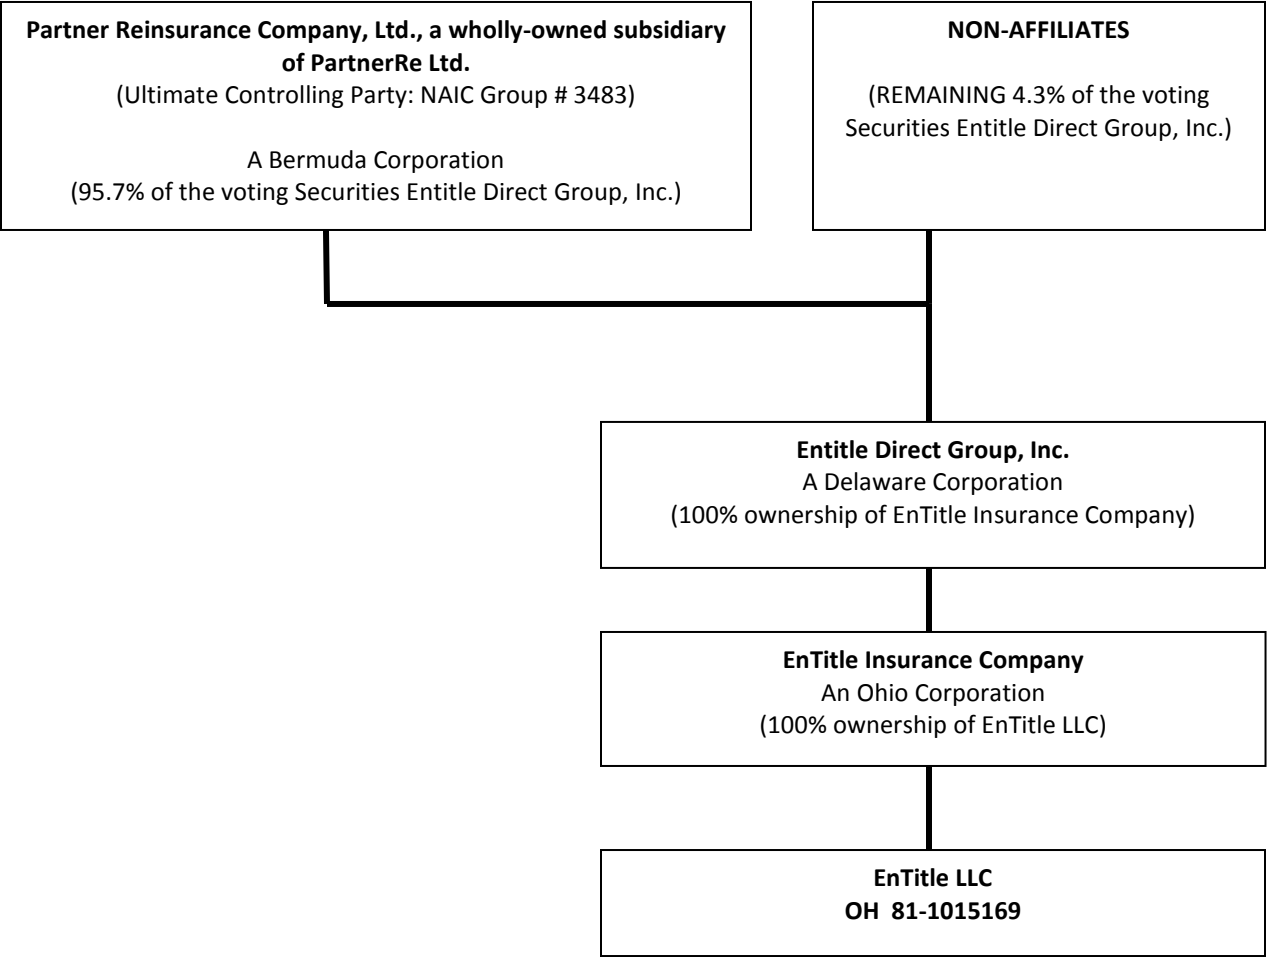 Partner Reinsurance Company, Ltd., a wholly-owned subsidiary
of PartnerRe Ltd.
(Ultimate Controlling Party: NAIC Group # 3483)
A Bermuda Corporation
(95.7% of the voting Securities Entitle Direct Group, Inc.)
NON-AFFILIATES
(REMAINING 4.3% of the voting
Securities Entitle Direct Group, Inc.)
Entitle Direct Group, Inc.
A Delaware Corporation
(100% ownership of EnTitle Insurance Company)
EnTitle Insurance Company
An Ohio Corporation
(100% ownership of EnTitle LLC)
EnTitle LLC
OH  81-1015169